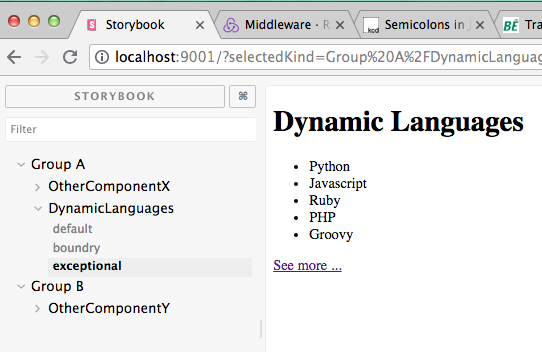 Storybook
Middleware · R
Semicolons in J
Tra
localhost:9001/?selectedKind=Group%20A%2FDynamicLanguag
STORYBOOK
⌘
Filter
Group A
OtherComponentX
DynamicLanguages
default
boundry
exceptional
Group B
OtherComponentY
Dynamic Languages
Python
Javascript
Ruby
PHP
Groovy
See more ...